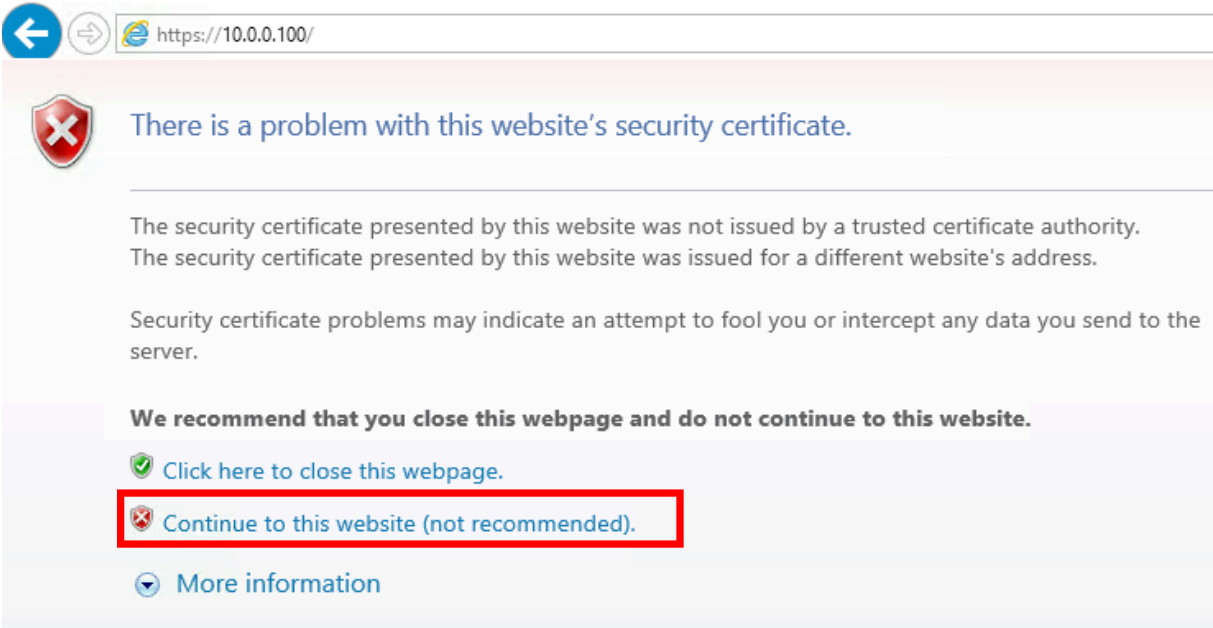 https://10.0.0.100/
There is a problem with this website’s security certificate.
The security certificate presented by this website was not issued by a trusted certificate authority.
The security certificate presented by this website was issued for a different website's address.
Security certificate problems may indicate an attempt to fool you or intercept any data you send to the
server.
We recommend that you close this webpage and do not continue to this website.
Click here to close this webpage.
Continue to this website (not recommended).
More information